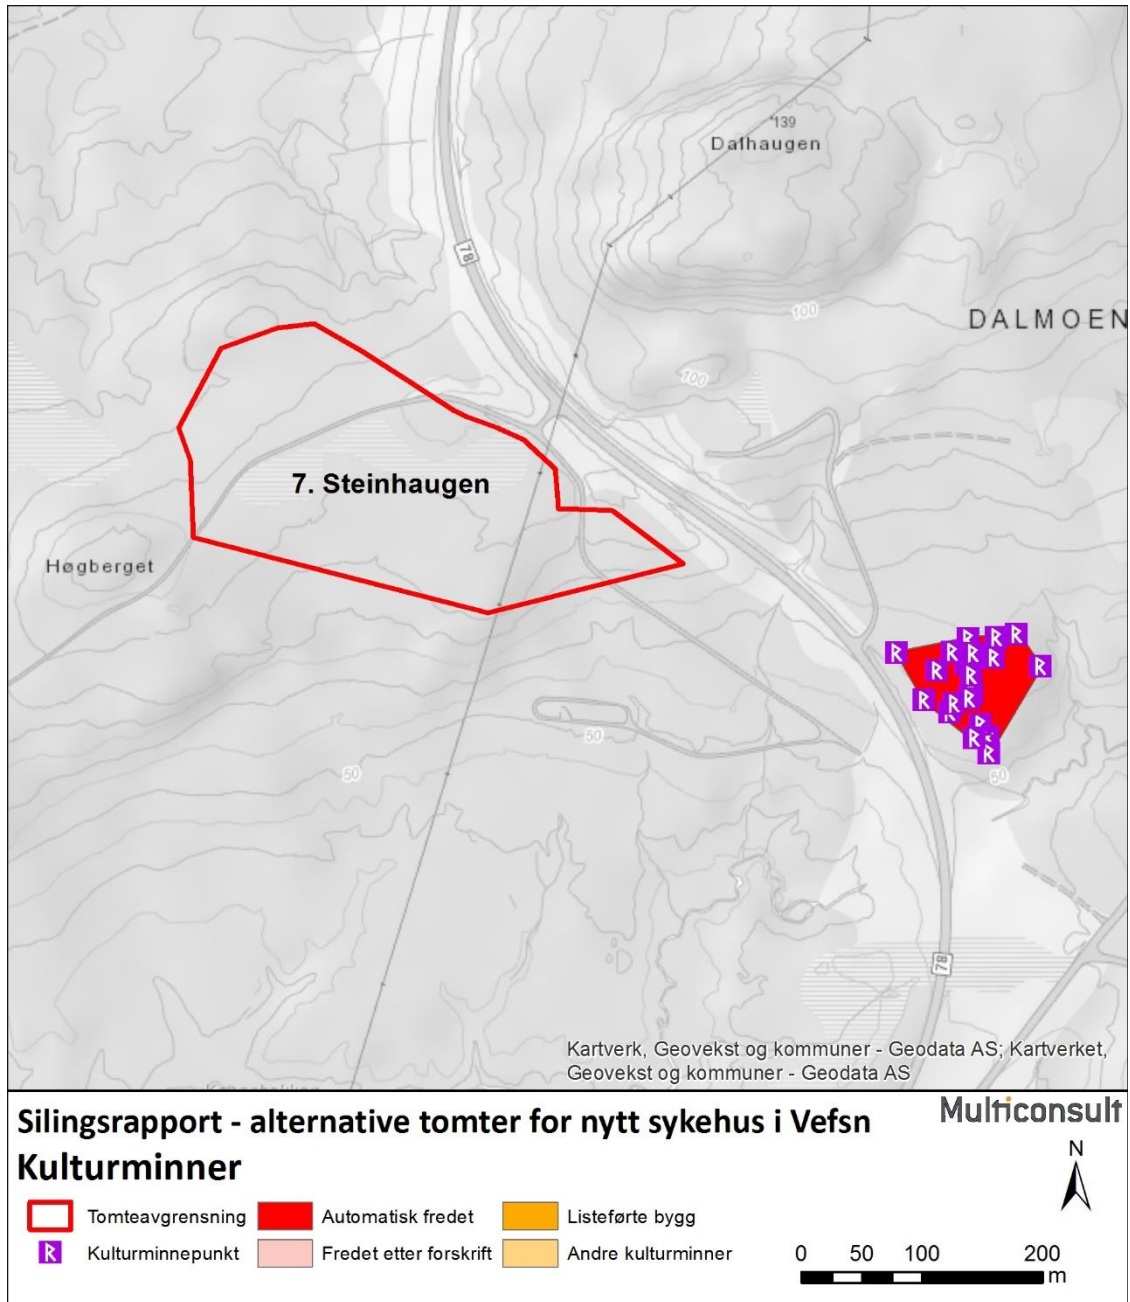 139
Dalhaugen
78
100
DALMOEN
100
7. Steinhaugen
Høgberget
R R R R R R R R R R R R R R R R R
50
50
50
78
Kartverk, Geovekst og kommuner - Geodata AS; Kartverket,
Geovekst og kommuner - Geodata AS
Silingsrapport - alternative tomter for nytt sykehus i Vefsn
Multiconsult
Kulturminner
N
Tomteavgrensning
Automatisk fredet
Listeførte bygg
R Kulturminnepunkt
Fredet etter forskrift
Andre kulturminner
0 50 100 200
m